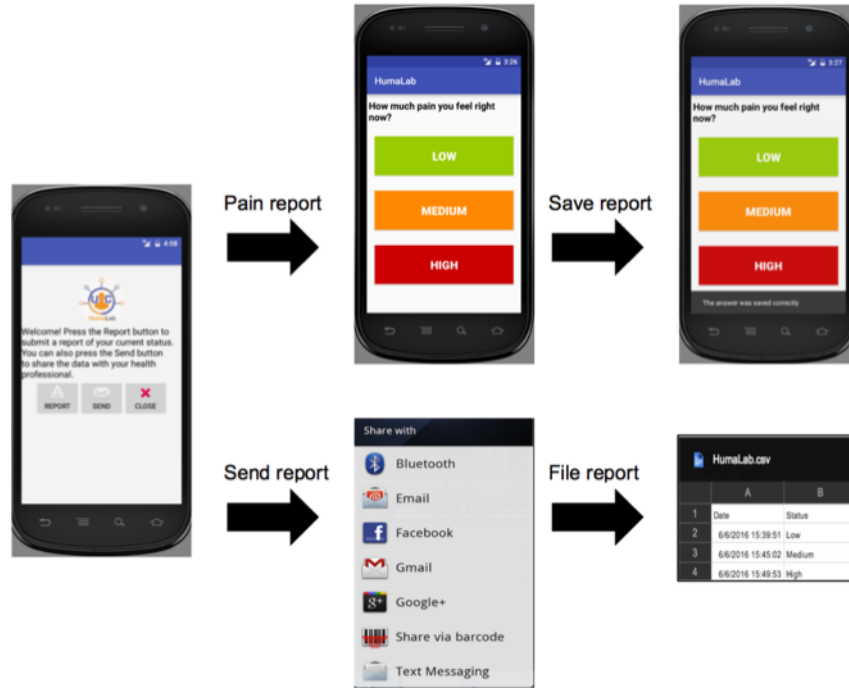 4:08
UC
HumaLab
Welcome! Press the Report button to
submit a report of your current status.
You can also press the Send button
to share the data with your health
professional.
REPORT SEND CLOSE
Pain report
3:26
HumaLab
How much pain you feel right
now?
LOW
MEDIUM
HIGH
Save report
3:27
HumaLab
How much pain you feel right
now?
LOW
MEDIUM
HIGH
The answer was saved correctly
Send report
Share with
Bluetooth
Email
Facebook
Gmail
Google+
Share via barcode
Text Messaging
File report
HumaLab.csv
A B
1 Date Status
2 6/6/2016 15:39:51 Low
3 6/6/2016 15:45:02 Medium
4 6/6/2016 15:49:53 High